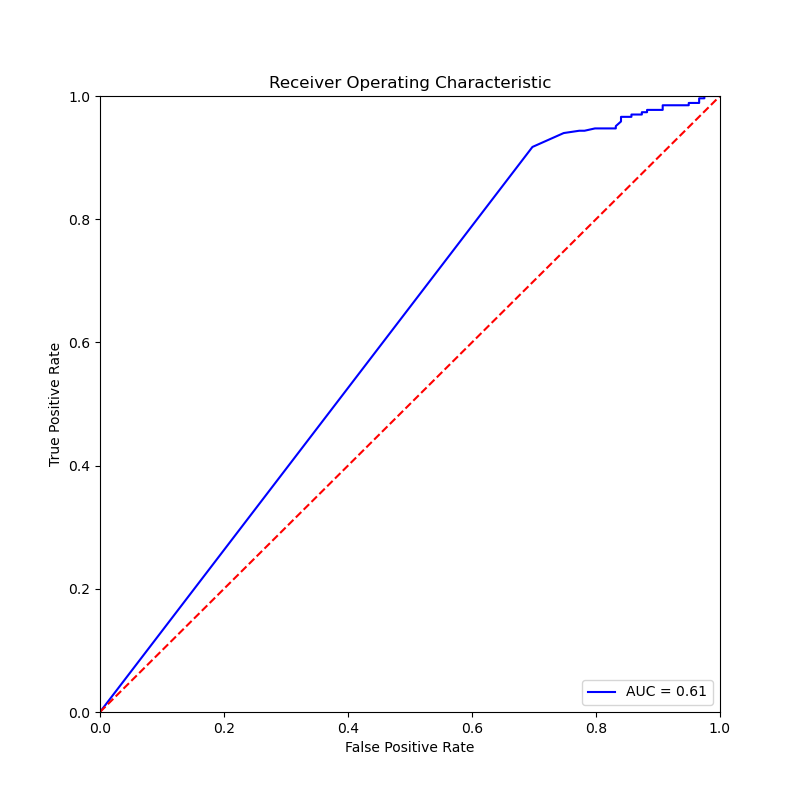 Receiver Operating Characteristic
1.0
0.8
0.6
0.4
0.2
0.0
True Positive Rate
AUC = 0.61
0.0 0.2 0.4 0.6 0.8 1.0
False Positive Rate